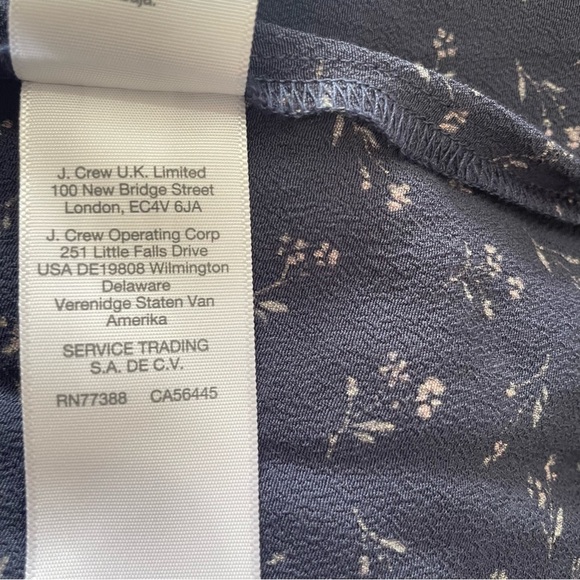 J. Crew U.K. Limited
100 New Bridge Street
London, EC4V 6JA
J. Crew Operating Corp
251 Little Falls Drive
USA DE19808 Wilmington
Delaware
Verenidge Staten Van
Amerika
SERVICE TRADING
S.A. DE C.V.
RN77388 CA56445